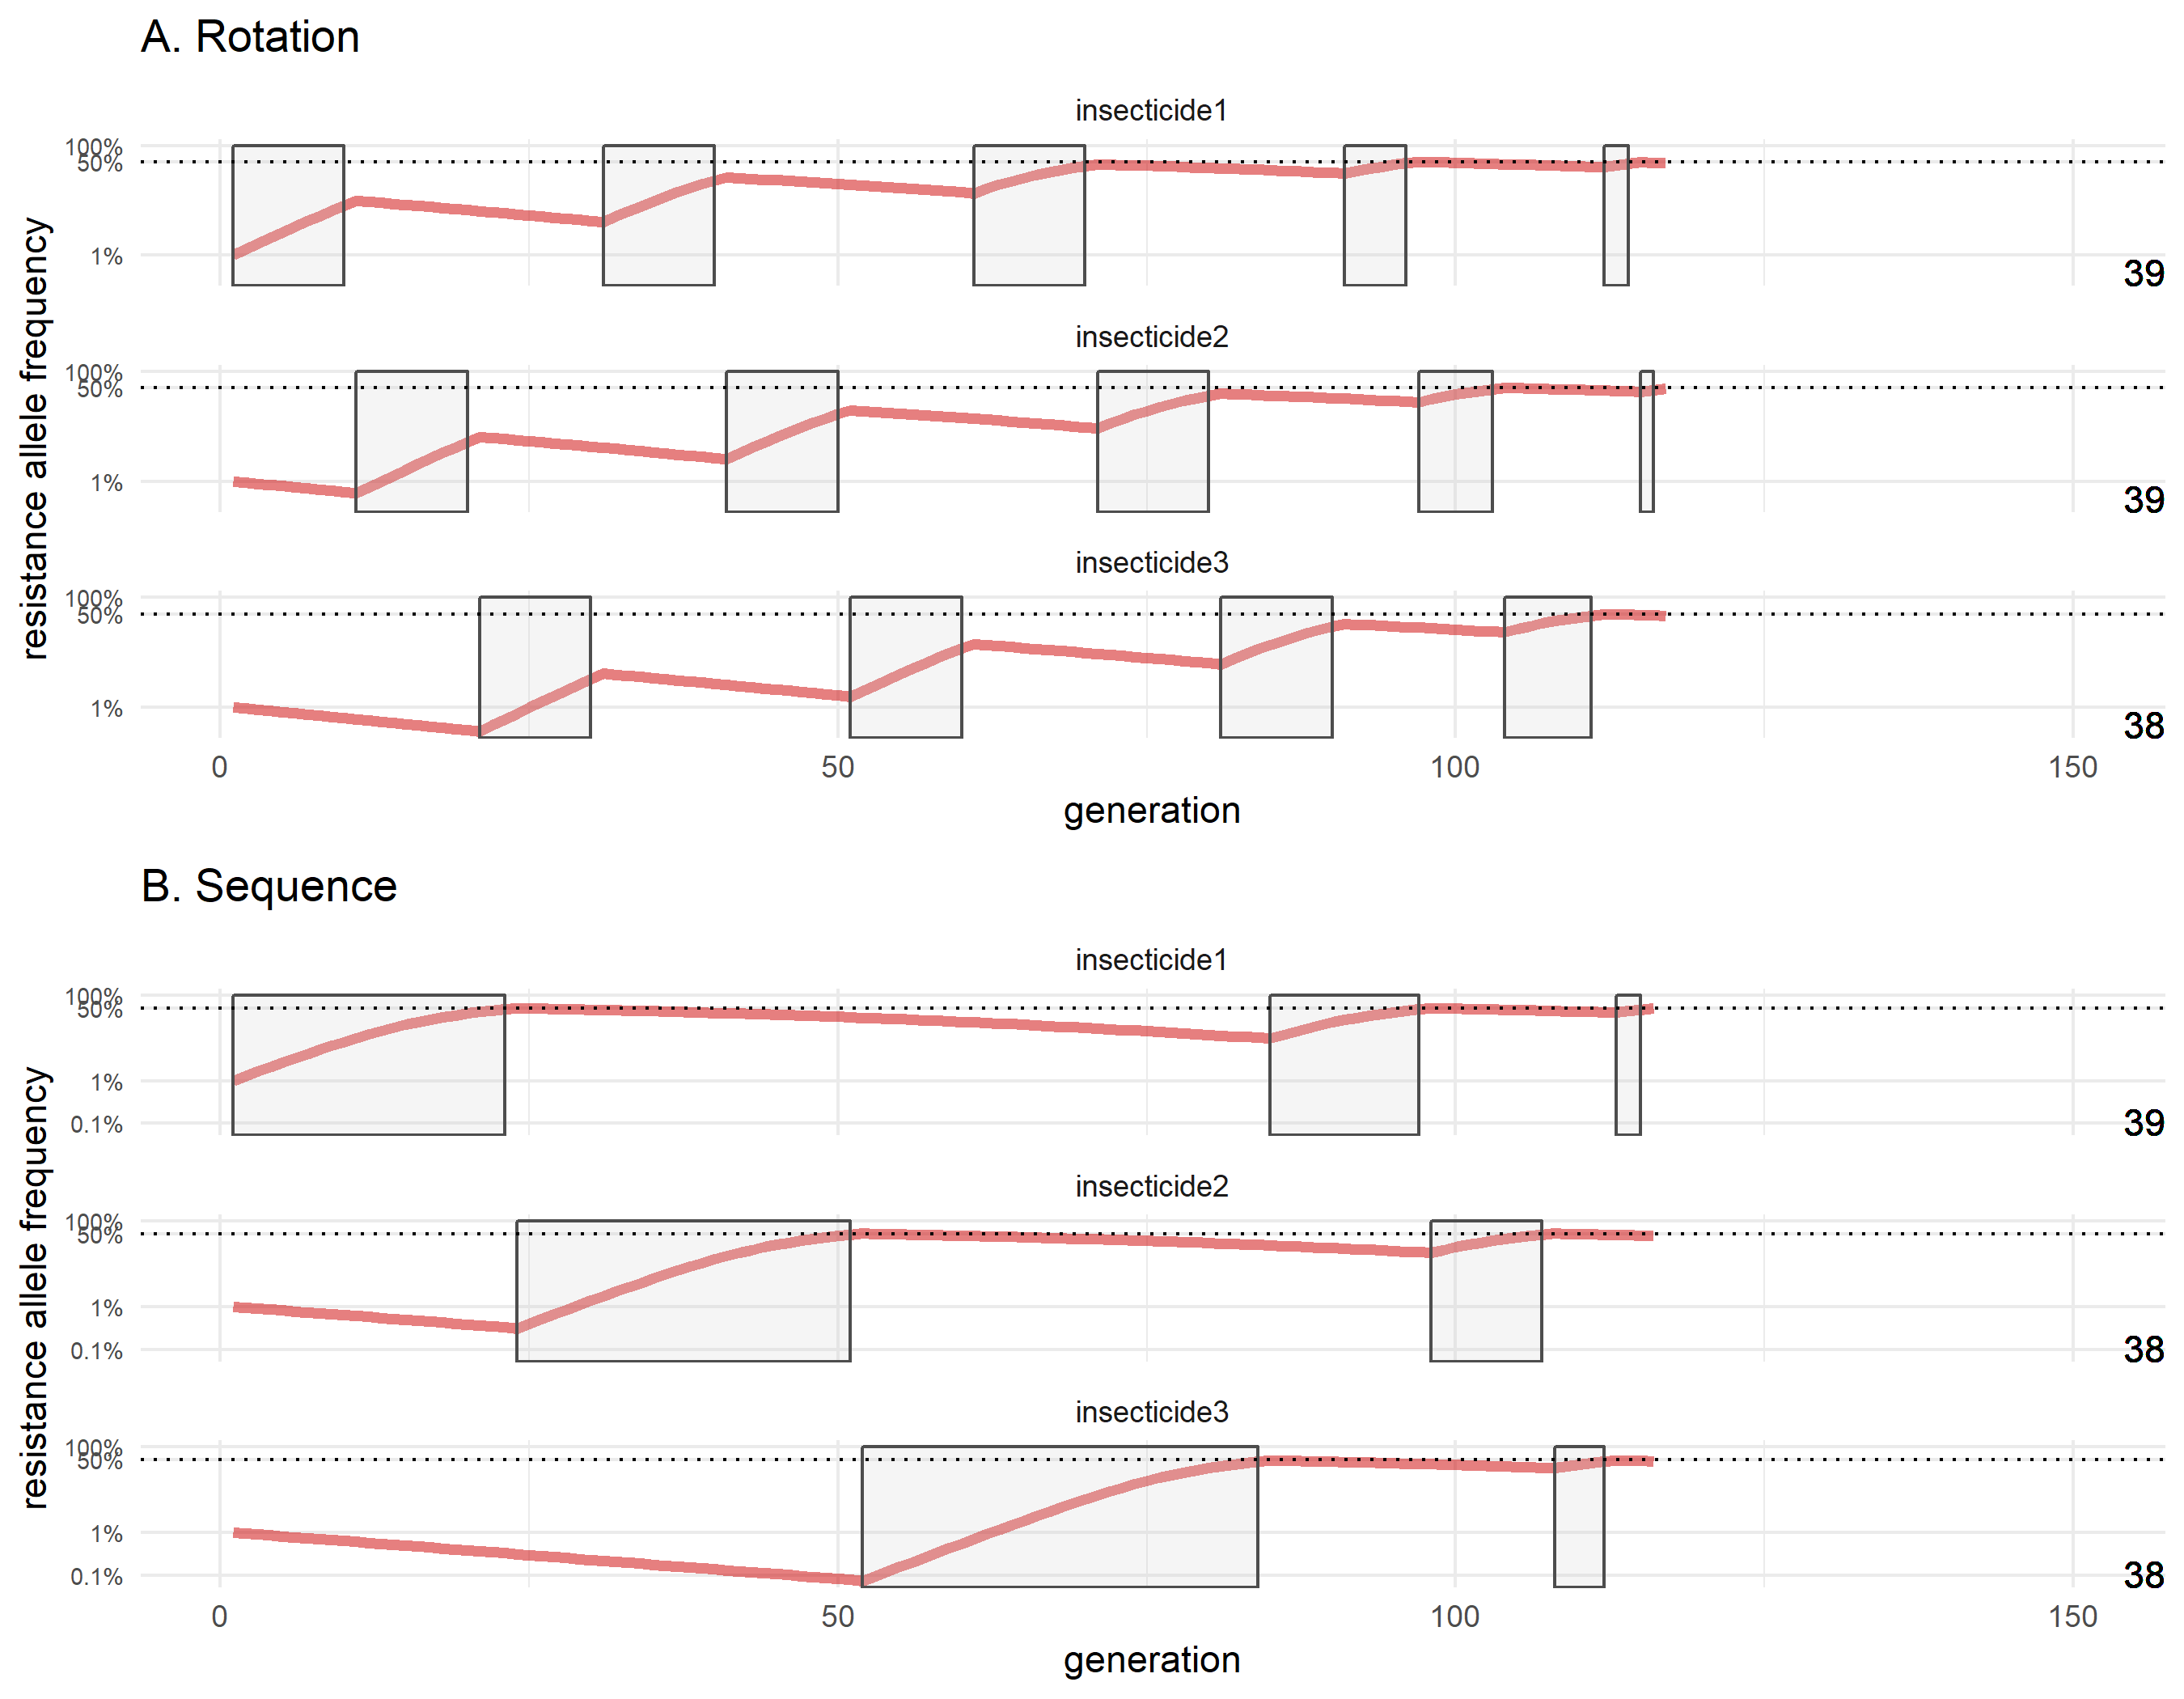 A. Rotation
insecticide1
100%
50%
1%
39
insecticide2
100%
50%
1%
39
insecticide3
100%
50%
1%
38
0 50 100 150
generation
resistance allele frequency
B. Sequence
insecticide1
100%
50%
1%
0.1%
39
insecticide2
100%
50%
1%
0.1%
38
insecticide3
100%
50%
1%
0.1%
38
0 50 100 150
generation
resistance allele frequency